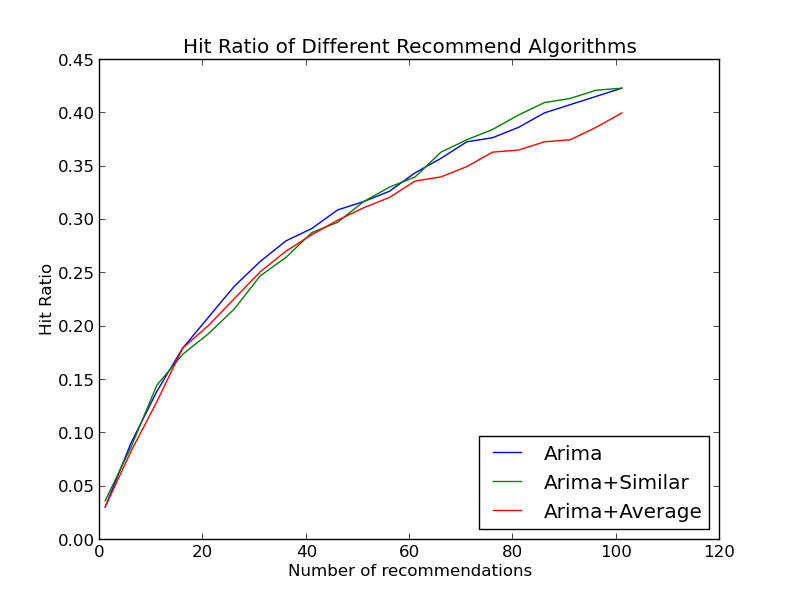 Hit Ratio of Different Recommend Algorithms
0.45
0.40
0.35
0.30
0.25
0.20
0.15
0.10
0.05
0.00
Hit Ratio
0 20 40 60 80 100 120
Number of recommendations
Arima
Arima+Similar
Arima+Average